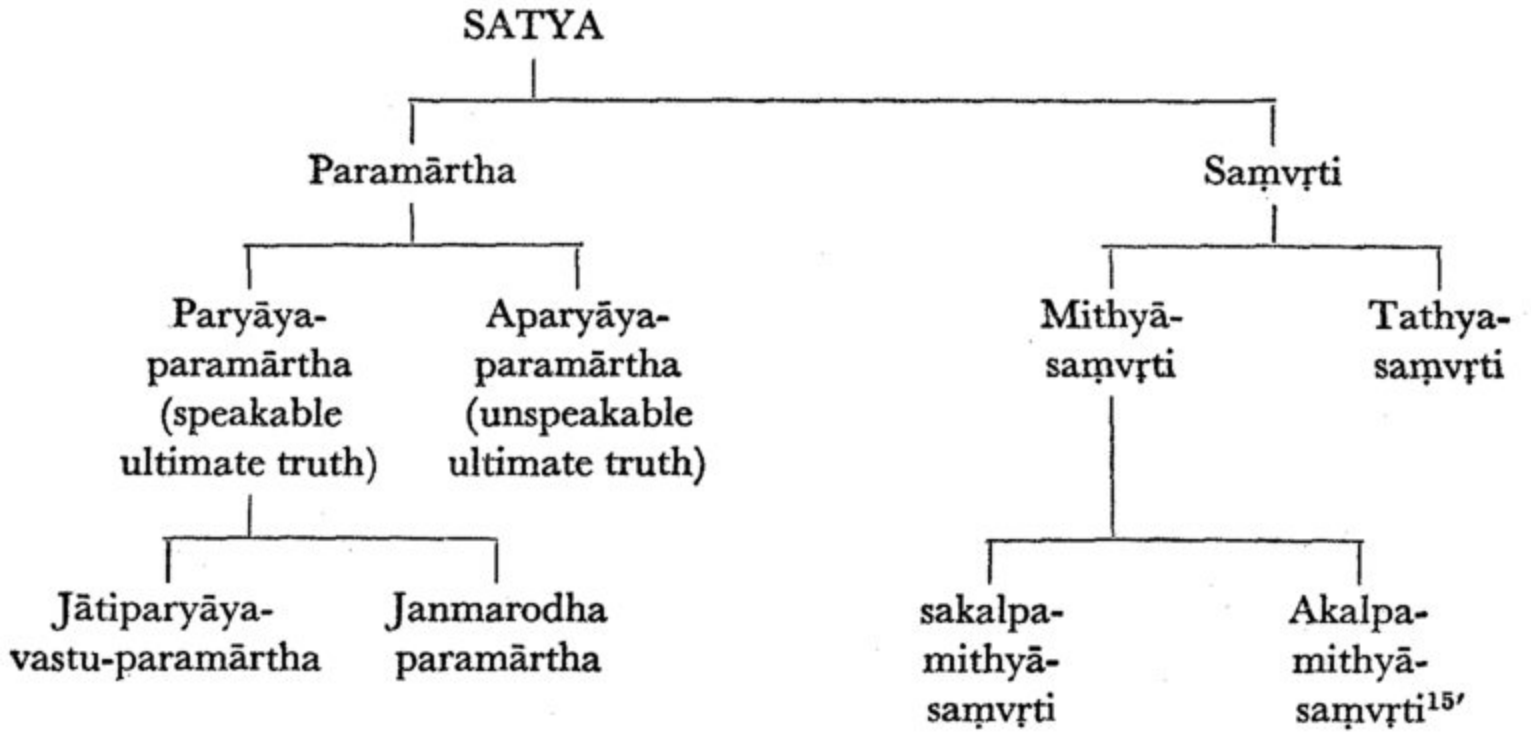 SATYA
Paramārtha
Saṃvṛti
Paryāya-
paramārtha
(speakable
ultimate truth)
Aparyāya-
paramārtha
(unspeakable
ultimate truth)
Mithyā-
saṃvṛti
Tathya-
saṃvṛti
Jātiparyāya-
vastu-paramārtha
Janmarodha
paramārtha
sakalpa-
mithyā-
saṃvṛti
Akalpa-
mithyā-
saṃvṛti¹⁵′